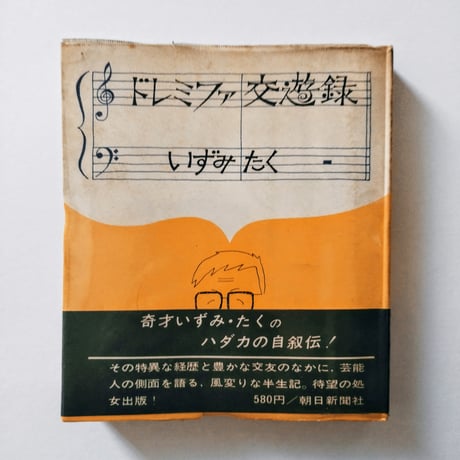 ドレミファ交遊録
いずみたく
奇才いずみ・たくの
ハダカの自叙伝!
その特異な経歴と豊かな交友のなかに、芸能
人の側面を語る、風変りな半生記。待望の処
女出版! 580円/朝日新聞社